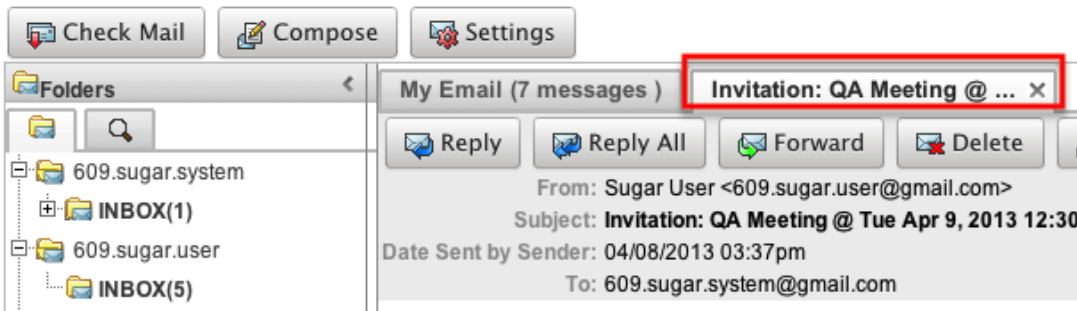 Check Mail Compose Settings
Folders
My Email (7 messages ) Invitation: QA Meeting @ ... ×
Reply Reply All Forward Delete
609.sugar.system
INBOX(1)
609.sugar.user
INBOX(5)
From: Sugar User <609.sugar.user@gmail.com>
Subject: Invitation: QA Meeting @ Tue Apr 9, 2013 12:30
Date Sent by Sender: 04/08/2013 03:37pm
To: 609.sugar.system@gmail.com